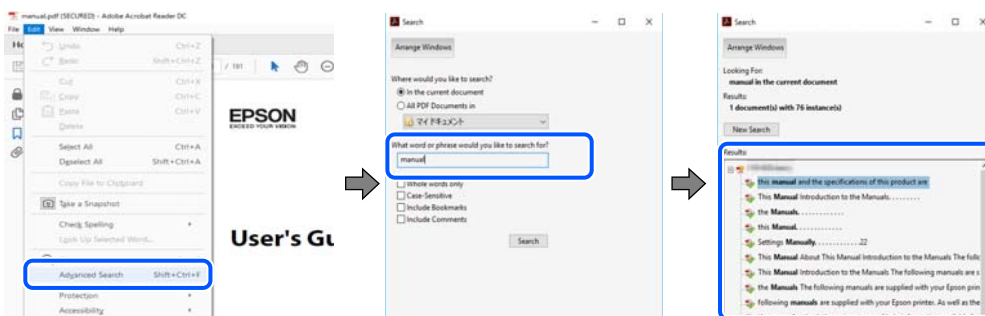 manual.pdf (SECURED) - Adobe Acrobat Reader DC
File Edit View Window Help
Undo Ctrl+Z
Redo Shift+Ctrl+Z
Cut Ctrl+X
Copy Ctrl+C
Paste Ctrl+V
Delete
Select All Ctrl+A
Deselect All Shift+Ctrl+A
Copy File to Clipboard
Take a Snapshot
Check Spelling
Look Up Selected Word...
Advanced Search Shift+Ctrl+F
Protection
Accessibility
/ 191
EPSON
EXCEED YOUR VISION
User's Gu
Search
Arrange Windows
Where would you like to search?
In the current document
All PDF Documents in
マイ ドキュメント
What word or phrase would you like to search for?
manual
Whole words only
Case-Sensitive
Include Bookmarks
Include Comments
Search
Search
Arrange Windows
Looking For:
manual in the current document
Results:
1 document(s) with 76 instance(s)
New Search
Results:
this manual and the specifications of this product are
This Manual Introduction to the Manuals. . . . . . . . .
the Manuals. . . . . . . . . . . . .
this Manual. . . . . . . . . . . . .
Settings Manually. . . . . . . . . . . . .22
This Manual About This Manual Introduction to the Manuals The follo
This Manual Introduction to the Manuals The following manuals are s
the Manuals The following manuals are supplied with your Epson prin
following manuals are supplied with your Epson printer. As well as the